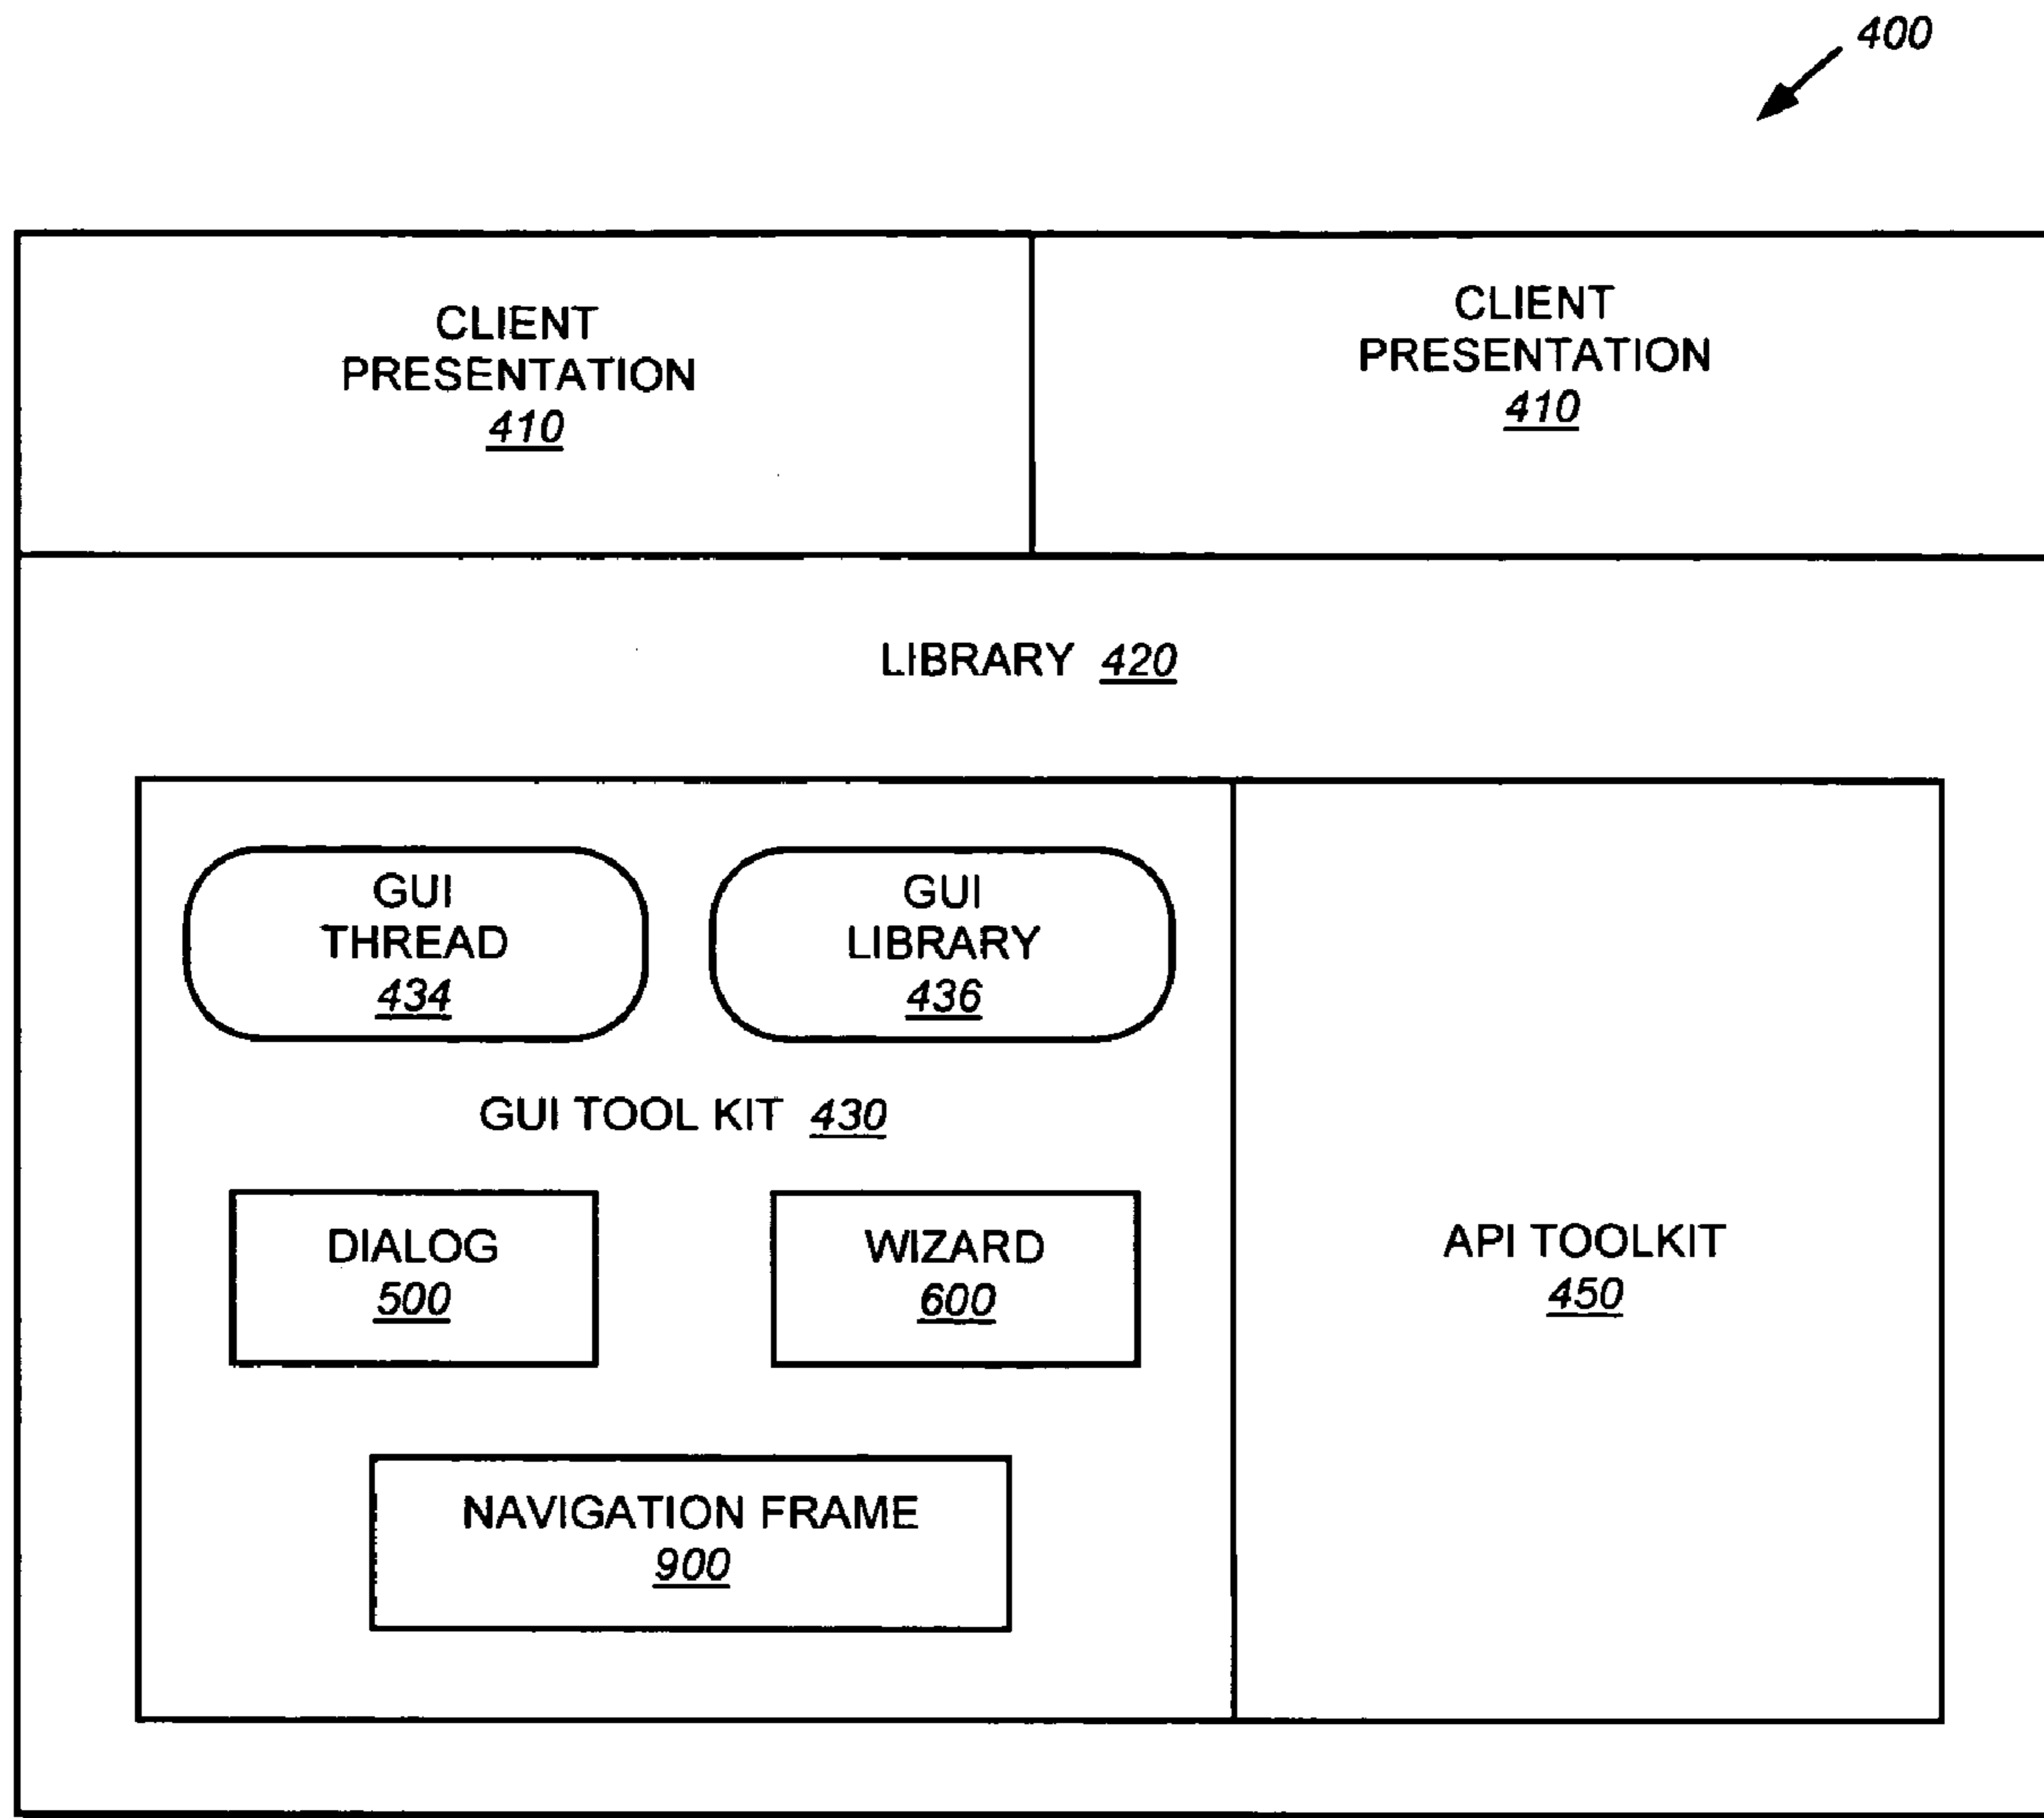 400
CLIENT
PRESENTATION
410
CLIENT
PRESENTATION
410
LIBRARY 420
GUI
THREAD
434
GUI
LIBRARY
436
GUI TOOL KIT 430
DIALOG
500
WIZARD
600
NAVIGATION FRAME
900
API TOOLKIT
450